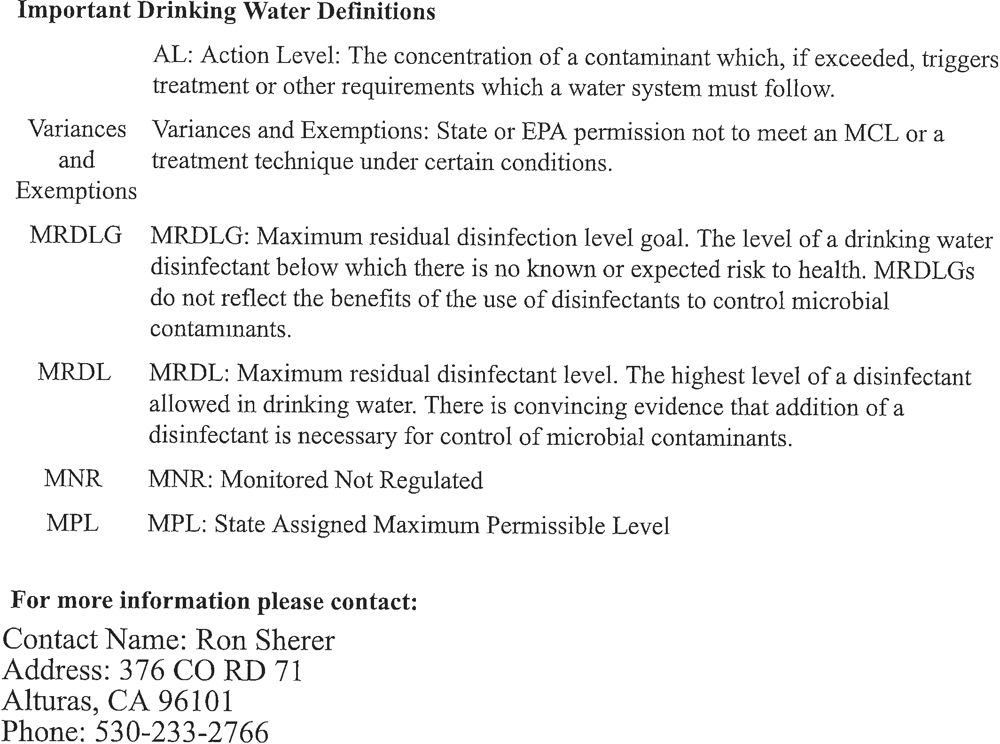 Important Drinking Water Definitions
AL: Action Level: The concentration of a contaminant which, if exceeded, triggers
treatment or other requirements which a water system must follow.
Variances Variances and Exemptions: State or EPA permission not to meet an MCL or a
and treatment technique under certain conditions.
Exemptions
MRDLG MRDLG: Maximum residual disinfection level goal. The level of a drinking water
disinfectant below which there is no known or expected risk to health. MRDLGs
do not reflect the benefits of the use of disinfectants to control microbial
contaminants.
MRDL MRDL: Maximum residual disinfectant level. The highest level of a disinfectant
allowed in drinking water. There is convincing evidence that addition of a
disinfectant is necessary for control of microbial contaminants.
MNR MNR: Monitored Not Regulated
MPL MPL: State Assigned Maximum Permissible Level
For more information please contact:
Contact Name: Ron Sherer
Address: 376 CO RD 71
Alturas, CA 96101
Phone: 530-233-2766